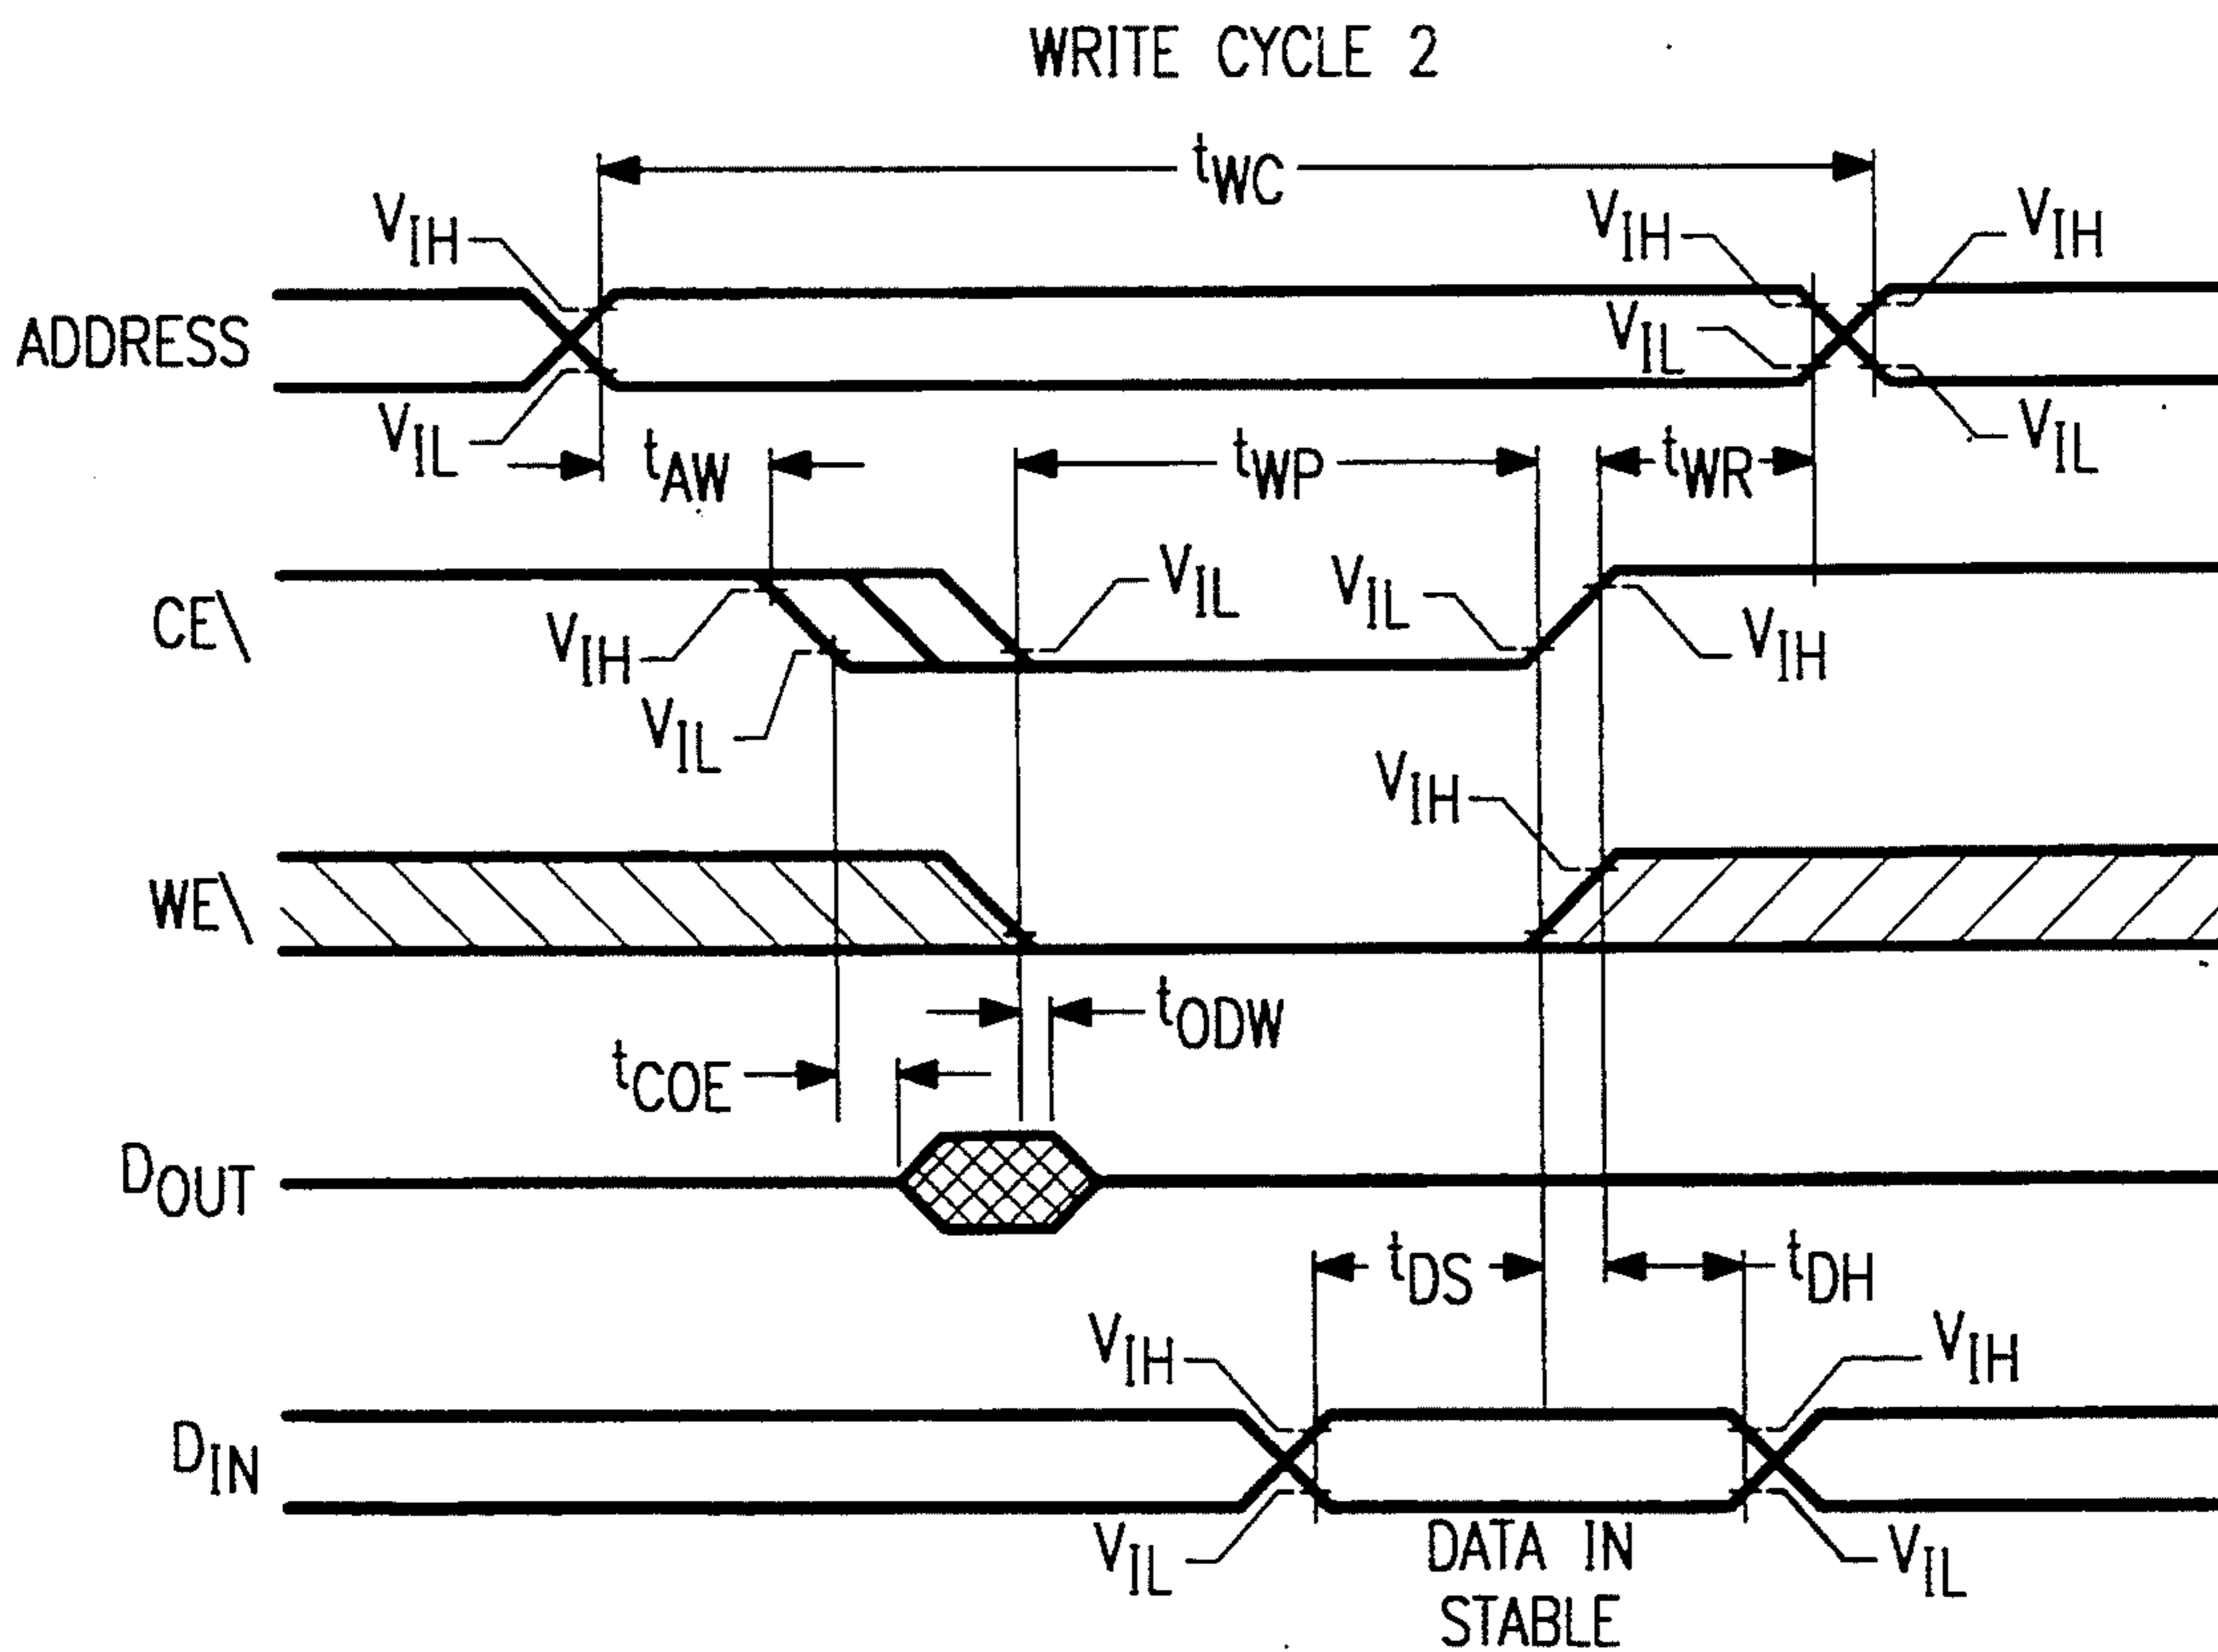 WRITE CYCLE 2
tWC
VIH
VIH
VIH
ADDRESS
VIL
VIL
VIL
tAW
tWP
tWR
CE\
VIH
VIL
VIL
VIL
VIH
WE\
VIH
tODW
tCOE
DOUT
tDS
tDH
VIH
VIH
DIN
VIL
VIL
DATA IN
STABLE